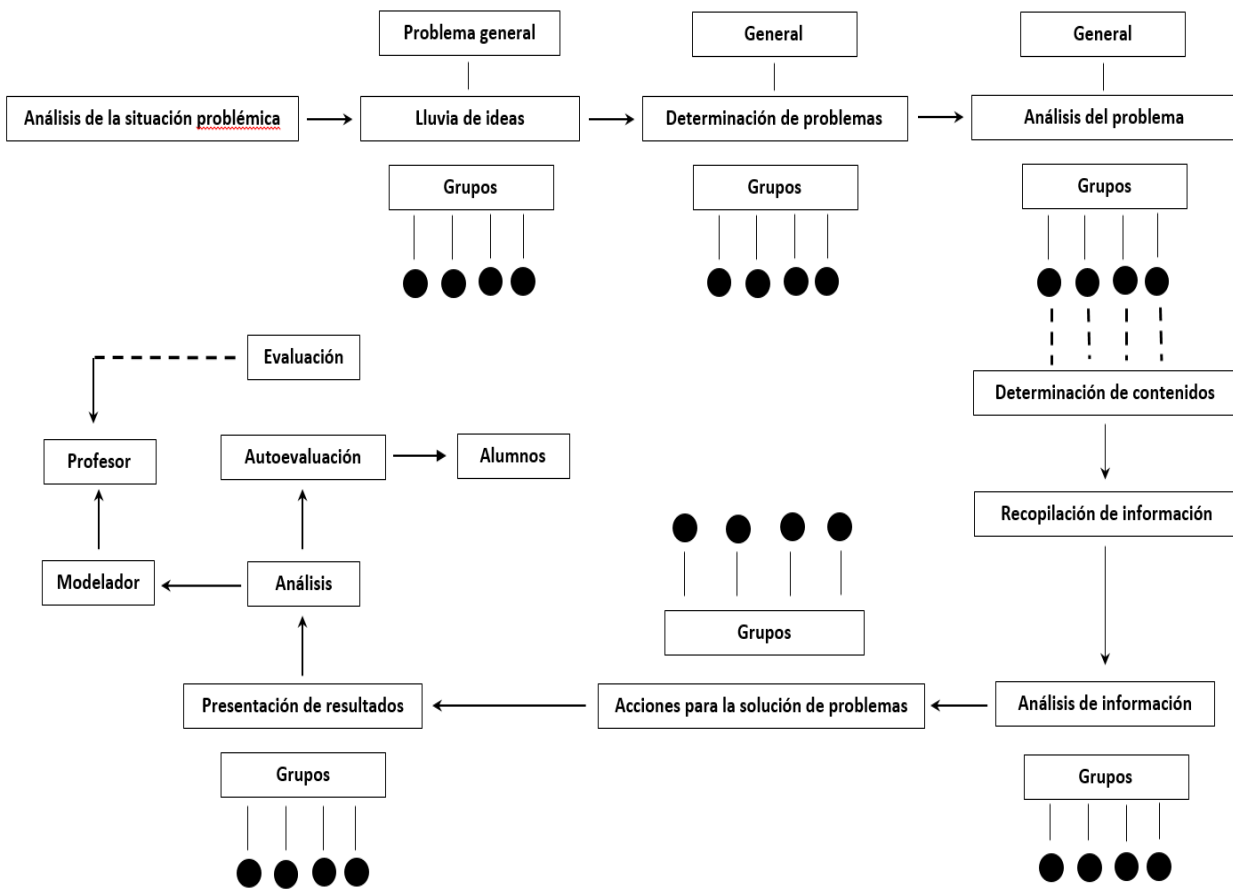 Problema general
General
General
Análisis de la situación problémica
Lluvia de ideas
Determinación de problemas
Análisis del problema
Grupos
Grupos
Grupos
Evaluación
Determinación de contenidos
Profesor
Autoevaluación
Alumnos
Recopilación de información
Modelador
Análisis
Grupos
Presentación de resultados
Acciones para la solución de problemas
Análisis de información
Grupos
Grupos